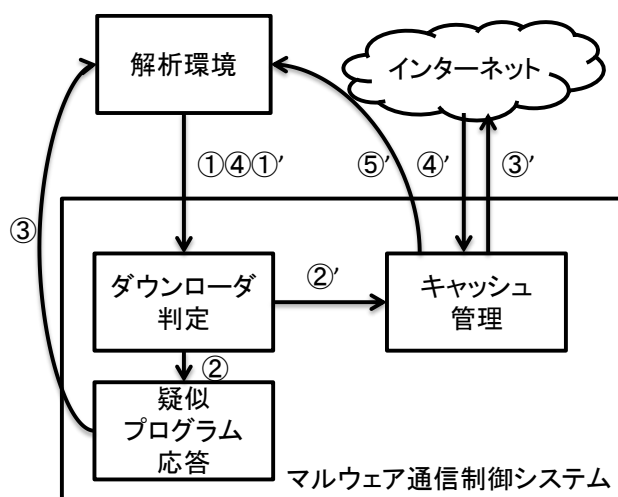 解析環境
インターネット
①④①’
⑤’
④’
③’
③
ダウンローダ
判定
②’
キャッシュ
管理
②
疑似
プログラム
応答
マルウェア通信制御システム